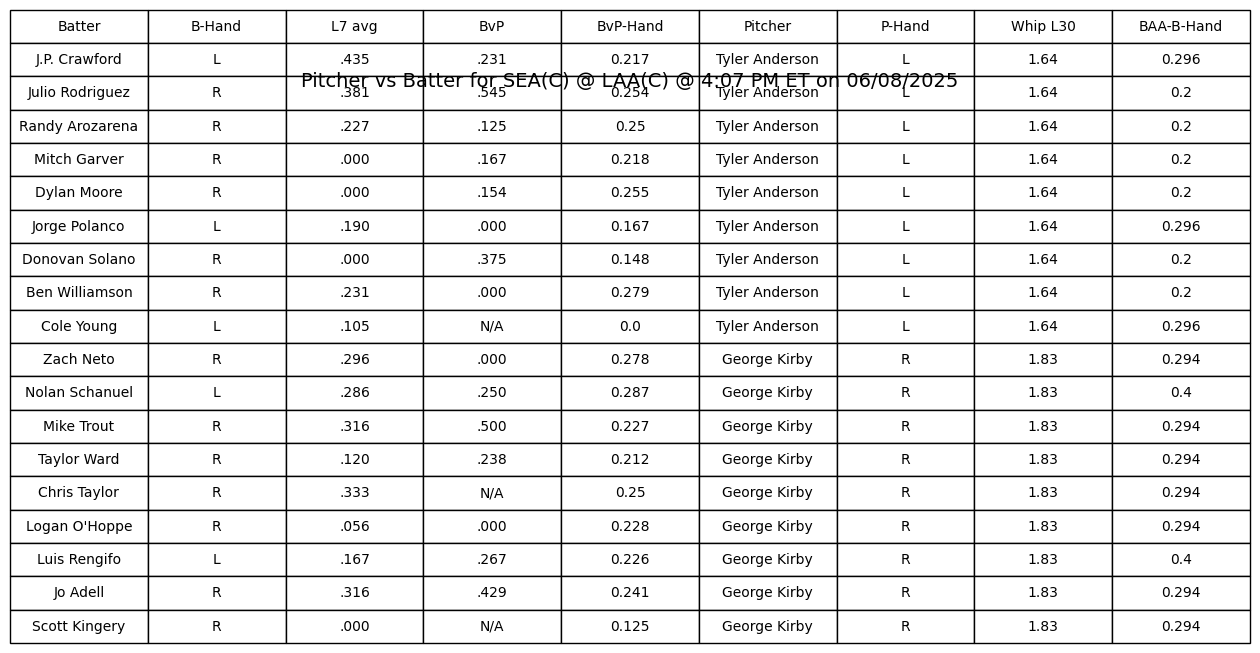 Batter B-Hand L7 avg BvP BvP-Hand Pitcher P-Hand Whip L30 BAA-B-Hand
J.P. Crawford L .435 .231 0.217 Tyler Anderson L 1.64 0.296
Pitcher vs Batter for SEA(C) @ LAA(C) @ 4:07 PM ET on 06/08/2025
Julio Rodriguez R .381 .545 0.254 Tyler Anderson L 1.64 0.2
Randy Arozarena R .227 .125 0.25 Tyler Anderson L 1.64 0.2
Mitch Garver R .000 .167 0.218 Tyler Anderson L 1.64 0.2
Dylan Moore R .000 .154 0.255 Tyler Anderson L 1.64 0.2
Jorge Polanco L .190 .000 0.167 Tyler Anderson L 1.64 0.296
Donovan Solano R .000 .375 0.148 Tyler Anderson L 1.64 0.2
Ben Williamson R .231 .000 0.279 Tyler Anderson L 1.64 0.2
Cole Young L .105 N/A 0.0 Tyler Anderson L 1.64 0.296
Zach Neto R .296 .000 0.278 George Kirby R 1.83 0.294
Nolan Schanuel L .286 .250 0.287 George Kirby R 1.83 0.4
Mike Trout R .316 .500 0.227 George Kirby R 1.83 0.294
Taylor Ward R .120 .238 0.212 George Kirby R 1.83 0.294
Chris Taylor R .333 N/A 0.25 George Kirby R 1.83 0.294
Logan O'Hoppe R .056 .000 0.228 George Kirby R 1.83 0.294
Luis Rengifo L .167 .267 0.226 George Kirby R 1.83 0.4
Jo Adell R .316 .429 0.241 George Kirby R 1.83 0.294
Scott Kingery R .000 N/A 0.125 George Kirby R 1.83 0.294